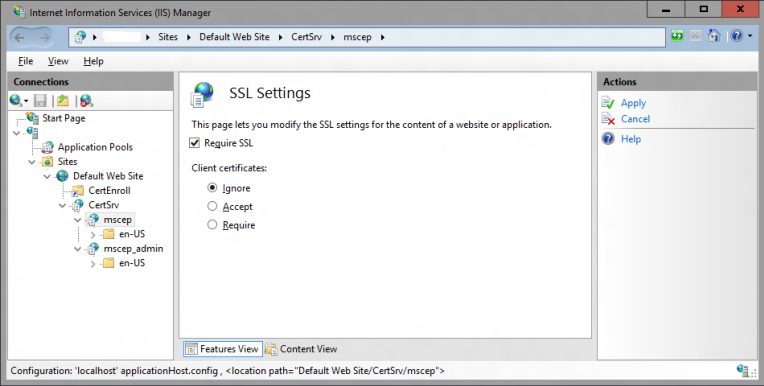 Internet Information Services (IIS) Manager
Sites Default Web Site CertSrv mscep
File View Help
Connections
Start Page
Application Pools
Sites
Default Web Site
CertEnroll
CertSrv
mscep
en-US
mscep_admin
en-US
SSL Settings
This page lets you modify the SSL settings for the content of a website or application.
Require SSL
Client certificates:
Ignore
Accept
Require
Features View Content View
Actions
Apply
Cancel
Help
Configuration: 'localhost' applicationHost.config , <location path="Default Web Site/CertSrv/mscep">